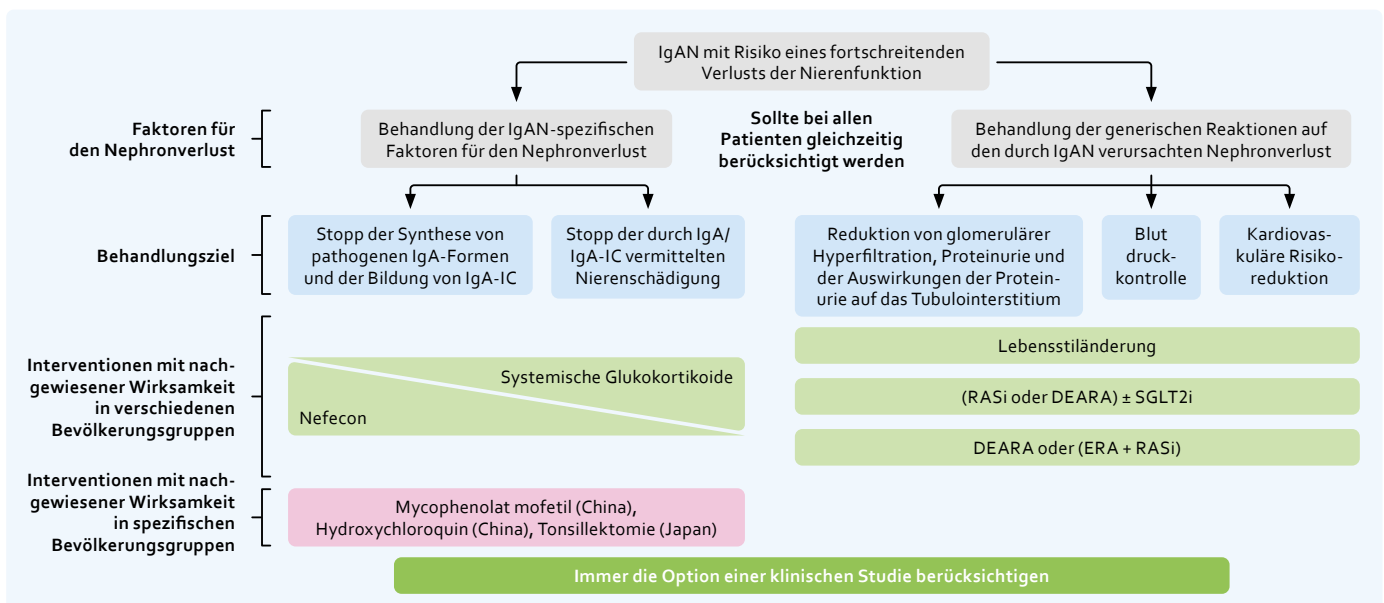 IgAN mit Risiko eines fortschreitenden
Verlusts der Nierenfunktion
Faktoren für
den Nephronverlust
Behandlung der IgAN-spezifischen
Faktoren für den Nephronverlust
Sollte bei allen
Patienten gleichzeitig
berücksichtigt werden
Behandlung der generischen Reaktionen auf
den durch IgAN verursachten Nephronverlust
Behandlungsziel
Stopp der Synthese von
pathogenen IgA-Formen
und der Bildung von IgA-IC
Stopp der durch IgA/
IgA-IC vermittelten
Nierenschädigung
Reduktion von glomerulärer
Hyperfiltration, Proteinurie und
der Auswirkungen der Protein-
urie auf das Tubulointerstitium
Blut
druck-
kontrolle
Kardiovas-
kuläre Risiko-
reduktion
Interventionen mit nach-
gewiesener Wirksamkeit
in verschiedenen
Bevölkerungsgruppen
Systemische Glukokortikoide
Nefecon
Lebensstiländerung
(RASi oder DEARA) ± SGLT2i
DEARA oder (ERA + RASi)
Interventionen mit nach-
gewiesener Wirksamkeit
in spezifischen
Bevölkerungsgruppen
Mycophenolat mofetil (China),
Hydroxychloroquin (China), Tonsillektomie (Japan)
Immer die Option einer klinischen Studie berücksichtigen